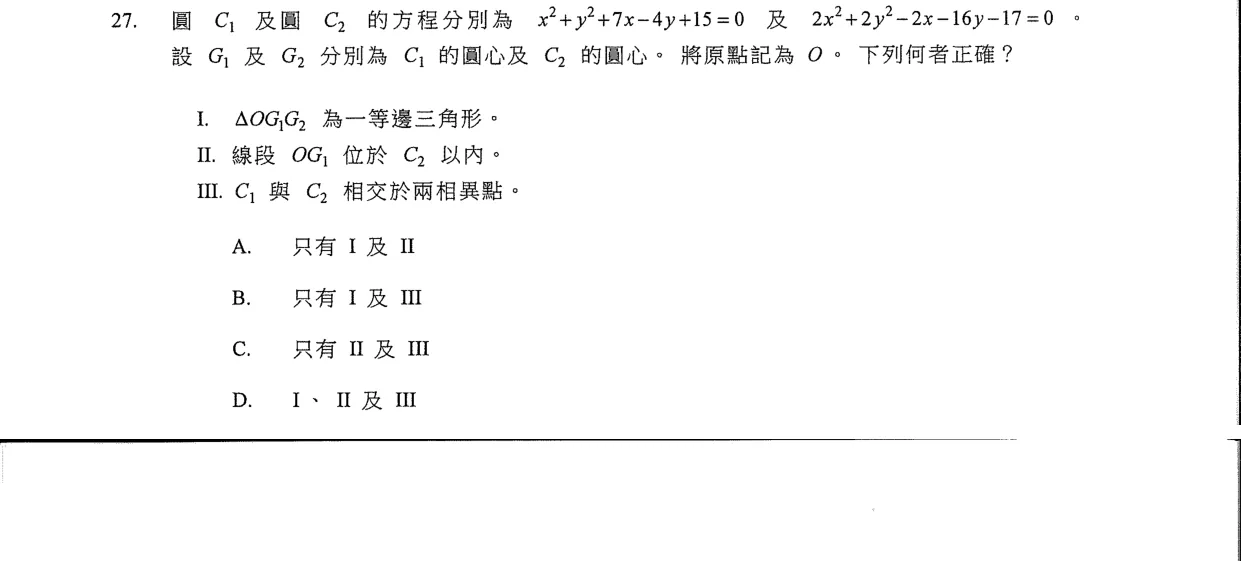 27. 圓 C₁ 及圓 C₂ 的方程分別為 x²+y²+7x−4y+15=0 及 2x²+2y²−2x−16y−17=0 。
設 G₁ 及 G₂ 分別為 C₁ 的圓心及 C₂ 的圓心。 將原點記為 O 。 下列何者正確？
I. ΔOG₁G₂ 為一等邊三角形。
II. 線段 OG₁ 位於 C₂ 以內。
III. C₁ 與 C₂ 相交於兩相異點。
A. 只有 I 及 II
B. 只有 I 及 III
C. 只有 II 及 III
D. I 、 II 及 III